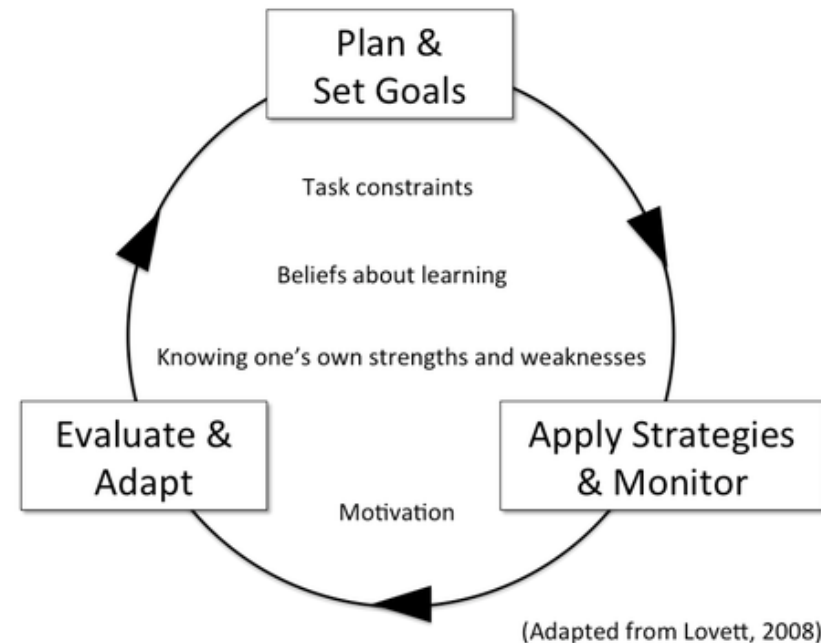 Plan &
Set Goals
Task constraints
Beliefs about learning
Knowing one’s own strengths and weaknesses
Evaluate &
Adapt
Apply Strategies
& Monitor
Motivation
(Adapted from Lovett, 2008)